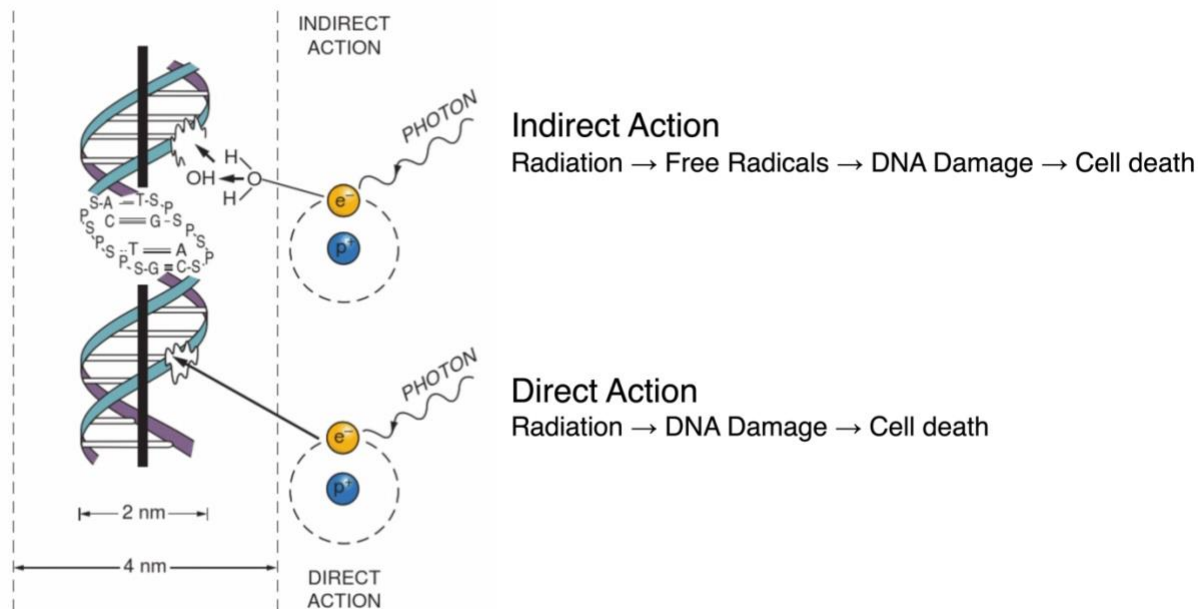 INDIRECT
ACTION
PHOTON
H
OH
O
H
S-A = T-S
P
P
S
C = G-S
P
S
P
S
T = A
S
P
P
S-G ≡ C-S
P
e⁻
p⁺
Indirect Action
Radiation → Free Radicals → DNA Damage → Cell death
PHOTON
e⁻
p⁺
Direct Action
Radiation → DNA Damage → Cell death
2 nm
4 nm
DIRECT
ACTION